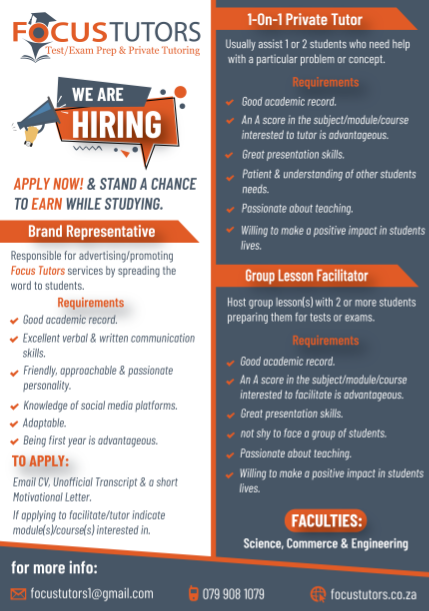 FOCUSTUTORS
Test/Exam Prep & Private Tutoring
WE ARE
HIRING
APPLY NOW! & STAND A CHANCE
TO EARN WHILE STUDYING.
Brand Representative
Responsible for advertising/promoting
Focus Tutors services by spreading the
word to students.
Requirements
Good academic record.
Excellent verbal & written communication
skills.
Friendly, approachable & passionate
personality.
Knowledge of social media platforms.
Adaptable.
Being first year is advantageous.
TO APPLY:
Email CV, Unofficial Transcript & a short
Motivational Letter.
If applying to facilitate/tutor indicate
module(s)/course(s) interested in.
1-On-1 Private Tutor
Usually assist 1 or 2 students who need help
with a particular problem or concept.
Requirements
Good academic record.
An A score in the subject/module/course
interested to tutor is advantageous.
Great presentation skills.
Patient & understanding of other students
needs.
Passionate about teaching.
Willing to make a positive impact in students
lives.
Group Lesson Facilitator
Host group lesson(s) with 2 or more students
preparing them for tests or exams.
Requirements
Good academic record.
An A score in the subject/module/course
interested to facilitate is advantageous.
Great presentation skills.
not shy to face a group of students.
Passionate about teaching.
Willing to make a positive impact in students
lives.
FACULTIES:
Science, Commerce & Engineering
for more info:
focustutors1@gmail.com
079 908 1079
focustutors.co.za